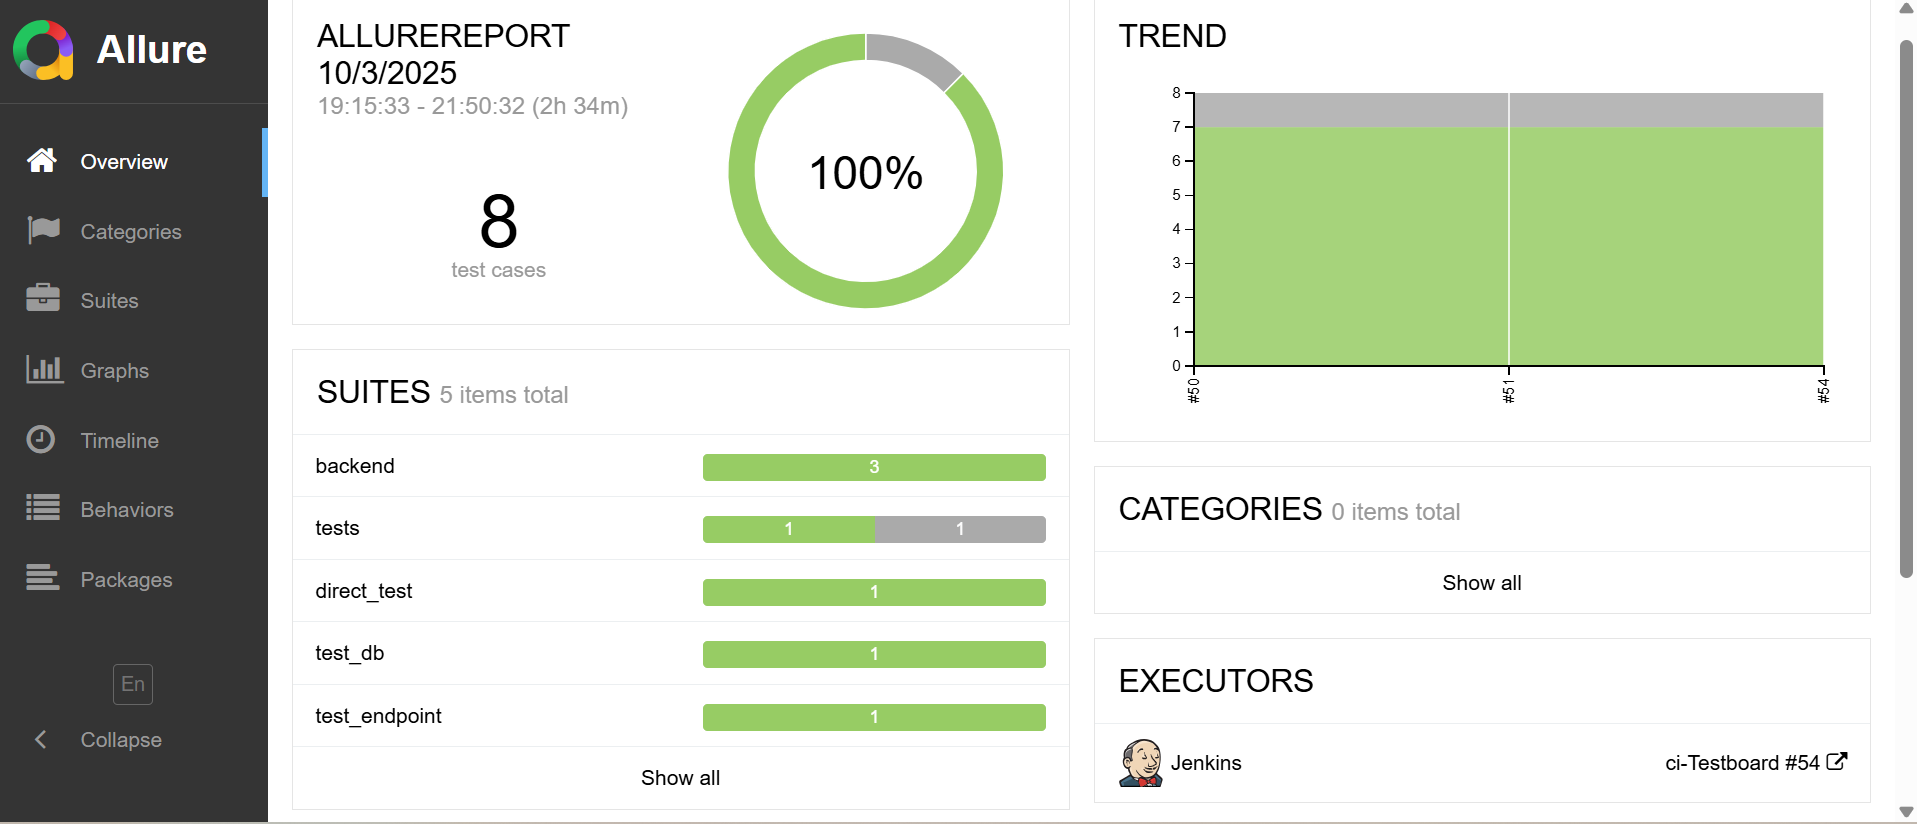 Allure
Overview
Categories
Suites
Graphs
Timeline
Behaviors
Packages
En
Collapse
ALLUREREPORT
10/3/2025
19:15:33 - 21:50:32 (2h 34m)
8
test cases
100%
SUITES 5 items total
backend 3
tests 1 1
direct_test 1
test_db 1
test_endpoint 1
Show all
TREND
8
7
6
5
4
3
2
1
0
#50
#51
#54
CATEGORIES 0 items total
Show all
EXECUTORS
Jenkins ci-Testboard #54